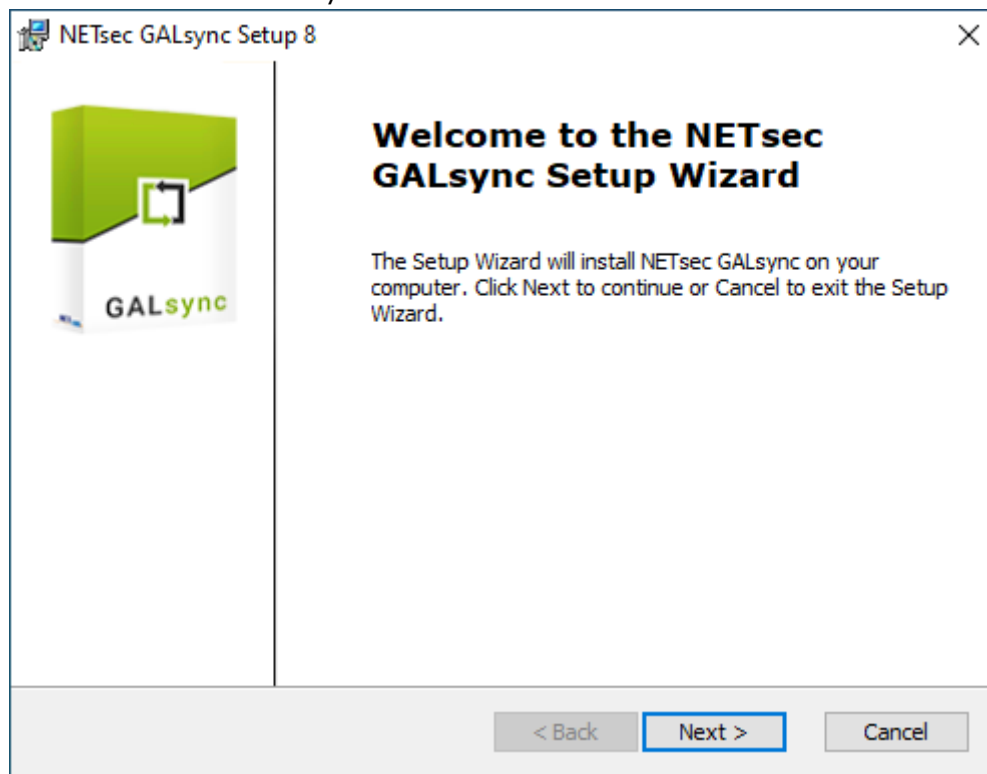 NETsec GALsync Setup 8
Welcome to the NETsec
GALsync Setup Wizard
The Setup Wizard will install NETsec GALsync on your
computer. Click Next to continue or Cancel to exit the Setup
Wizard.
GALsync
< Back
Next >
Cancel